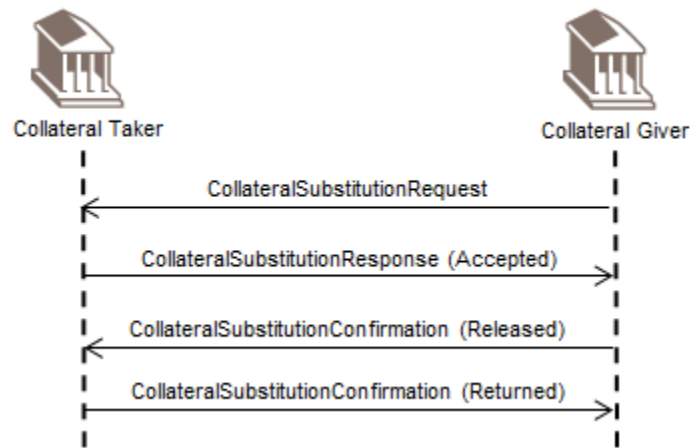 Collateral Taker
Collateral Giver
CollateralSubstitutionRequest
CollateralSubstitutionResponse (Accepted)
CollateralSubstitutionConfirmation (Released)
CollateralSubstitutionConfirmation (Returned)